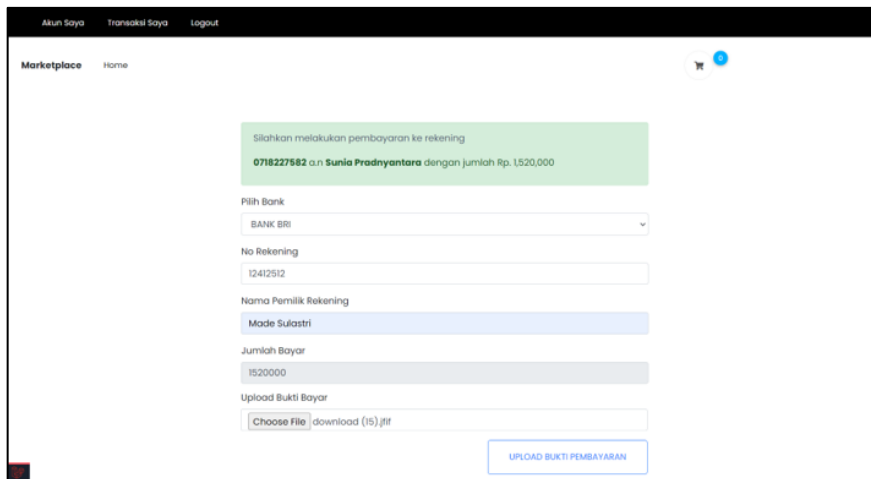 Akun Saya Transaksi Saya Logout
Marketplace Home 0
Silahkan melakukan pembayaran ke rekening
0718227582 a.n Sunia Pradnyantara dengan jumlah Rp. 1,520,000
Pilih Bank
BANK BRI
No Rekening
12412512
Nama Pemilik Rekening
Made Sulastri
Jumlah Bayar
1520000
Upload Bukti Bayar
Choose File download (15).jfif
UPLOAD BUKTI PEMBAYARAN